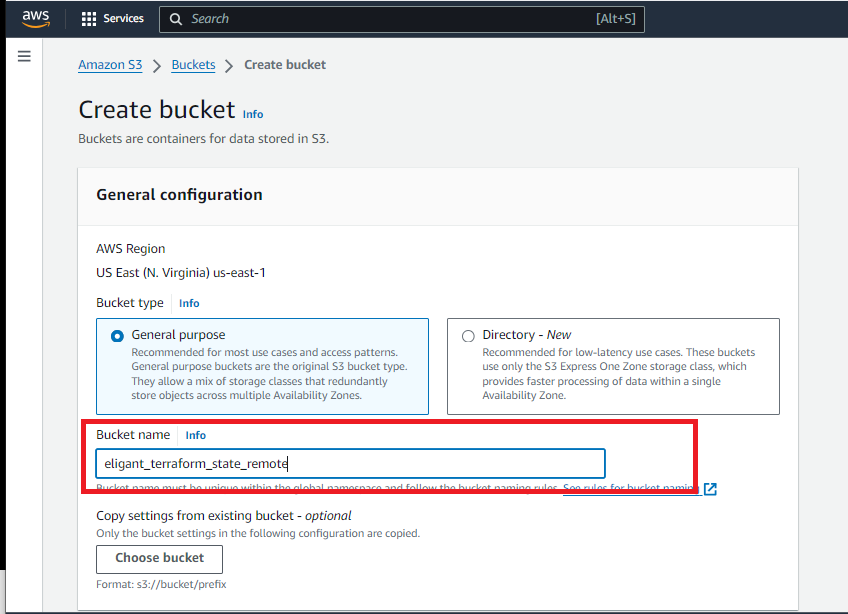 aws Services Search [Alt+S]
Amazon S3 > Buckets > Create bucket
Create bucket Info
Buckets are containers for data stored in S3.
General configuration
AWS Region
US East (N. Virginia) us-east-1
Bucket type Info
General purpose
Recommended for most use cases and access patterns.
General purpose buckets are the original S3 bucket type.
They allow a mix of storage classes that redundantly
store objects across multiple Availability Zones.
Directory - New
Recommended for low-latency use cases. These buckets
use only the S3 Express One Zone storage class, which
provides faster processing of data within a single
Availability Zone.
Bucket name Info
eligant_terraform_state_remote
Bucket name must be unique within the global namespace and follow the bucket naming rules. See rules for bucket naming
Copy settings from existing bucket - optional
Only the bucket settings in the following configuration are copied.
Choose bucket
Format: s3://bucket/prefix